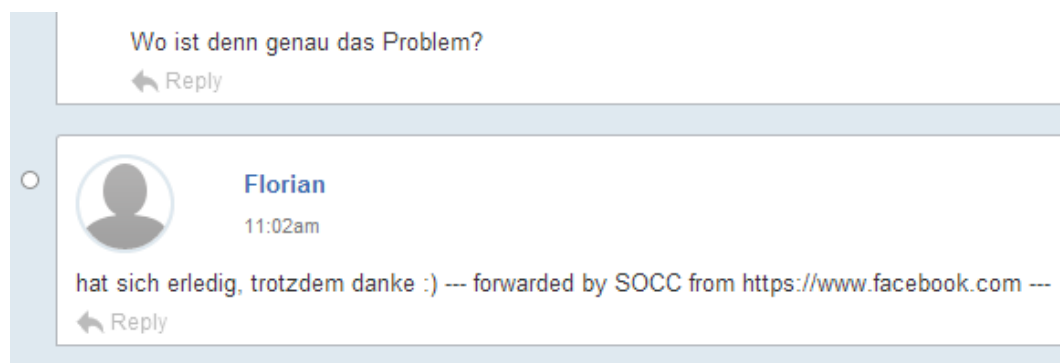 Wo ist denn genau das Problem?
Reply
Florian
11:02am
hat sich erledig, trotzdem danke :) --- forwarded by SOCC from https://www.facebook.com ---
Reply